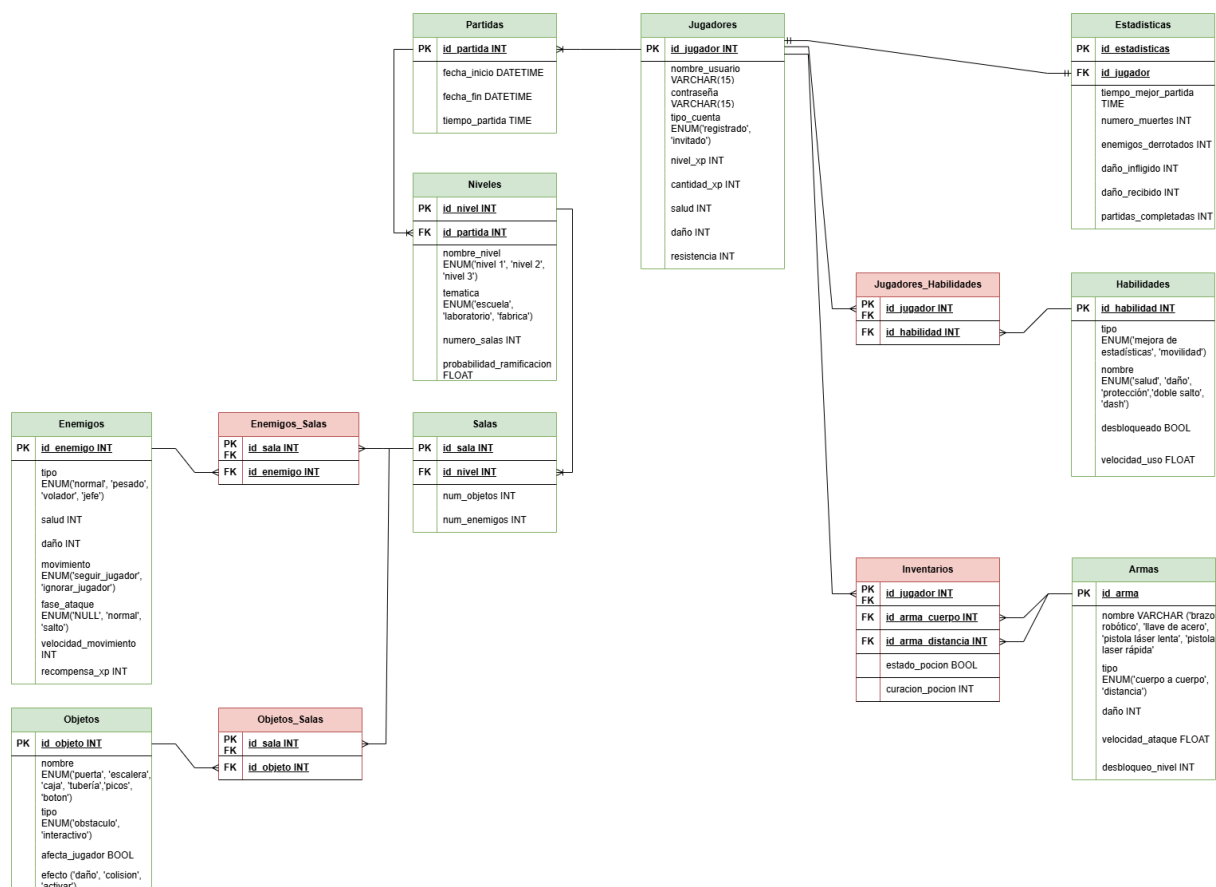 Partidas
PK id_partida INT
fecha_inicio DATETIME
fecha_fin DATETIME
tiempo_partida TIME
Jugadores
PK id_jugador INT
nombre_usuario
VARCHAR(15)
contraseña
VARCHAR(15)
tipo_cuenta
ENUM('registrado',
'invitado')
nivel_xp INT
cantidad_xp INT
salud INT
daño INT
resistencia INT
Estadisticas
PK id_estadisticas
FK id_jugador
tiempo_mejor_partida
TIME
numero_muertes INT
enemigos_derrotados INT
daño_infligido INT
daño_recibido INT
partidas_completadas INT
Niveles
PK id_nivel INT
FK id_partida INT
nombre_nivel
ENUM('nivel 1', 'nivel 2',
'nivel 3')
tematica
ENUM('escuela',
'laboratorio', 'fabrica')
numero_salas INT
probabilidad_ramificacion
FLOAT
Jugadores_Habilidades
PK
FK
id_jugador INT
FK id_habilidad INT
Habilidades
PK id_habilidad INT
tipo
ENUM('mejora de
estadísticas', 'movilidad')
nombre
ENUM('salud', 'daño',
'protección','doble salto',
'dash')
desbloqueado BOOL
velocidad_uso FLOAT
Enemigos
PK id_enemigo INT
tipo
ENUM('normal', 'pesado',
'volador', 'jefe')
salud INT
daño INT
movimiento
ENUM('seguir_jugador',
'ignorar_jugador')
fase_ataque
ENUM('NULL', 'normal',
'salto')
velocidad_movimiento
INT
recompensa_xp INT
Enemigos_Salas
PK
FK
id_sala INT
FK id_enemigo INT
Salas
PK id_sala INT
FK id_nivel INT
num_objetos INT
num_enemigos INT
Inventarios
PK
FK
id_jugador INT
FK id_arma_cuerpo INT
FK id_arma_distancia INT
estado_pocion BOOL
curacion_pocion INT
Armas
PK id_arma
nombre VARCHAR ('brazo
robótico', 'llave de acero',
'pistola láser lenta', 'pistola
laser rápida'
tipo
ENUM('cuerpo a cuerpo',
'distancia')
daño INT
velocidad_ataque FLOAT
desbloqueo_nivel INT
Objetos
PK id_objeto INT
nombre
ENUM('puerta', 'escalera',
'caja', 'tubería','picos',
'boton')
tipo
ENUM('obstaculo',
'interactivo')
afecta_jugador BOOL
efecto ('daño', 'colision',
'activar')
Objetos_Salas
PK
FK
id_sala INT
FK id_objeto INT